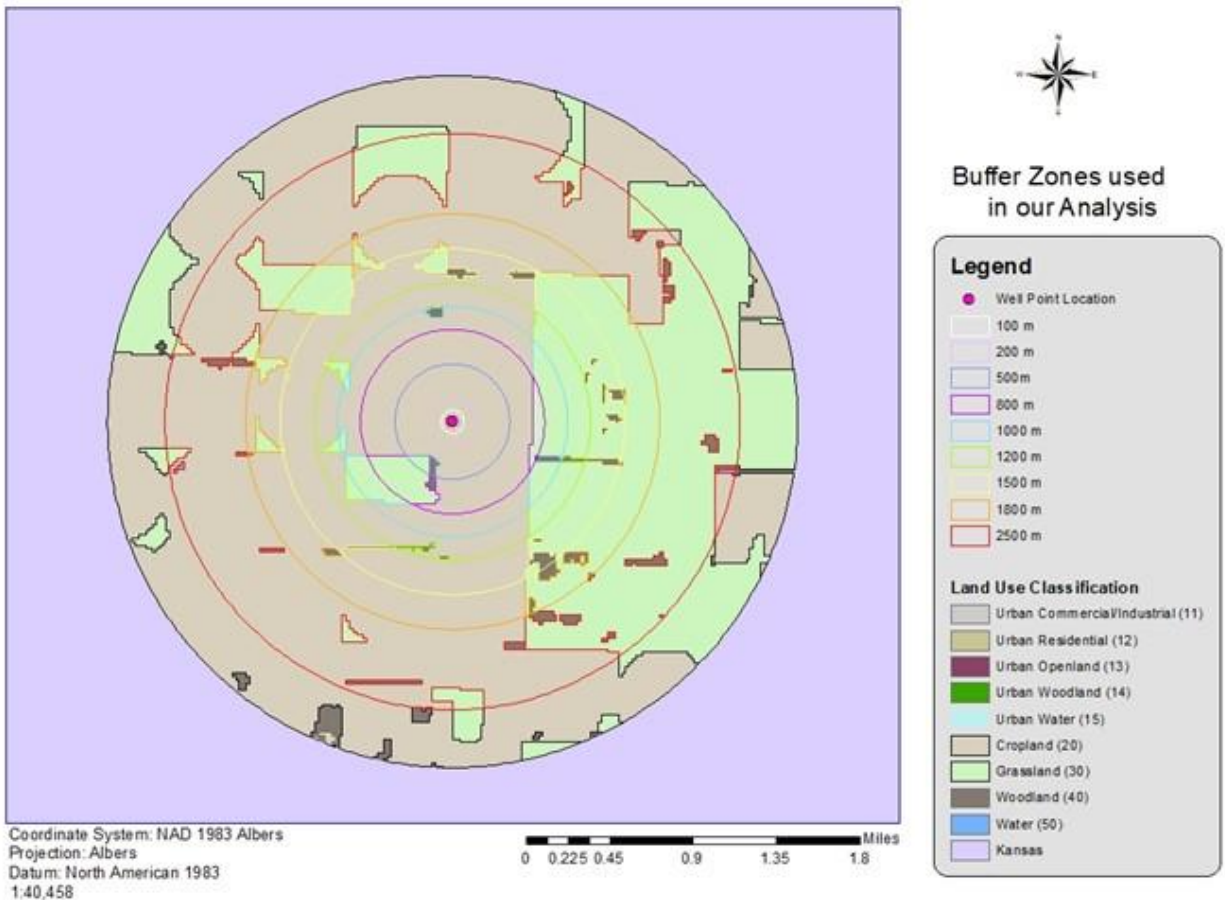 N
W E
Buffer Zones used
in our Analysis
Legend
Well Point Location
100 m
200 m
500m
800 m
1000 m
1200 m
1500 m
1800 m
2500 m
Land Use Classification
Urban Commercial/Industrial (11)
Urban Residential (12)
Urban Openland (13)
Urban Woodland (14)
Urban Water (15)
Cropland (20)
Grassland (30)
Woodland (40)
Water (50)
Kansas
Coordinate System: NAD 1983 Albers
Projection: Albers
Datum: North American 1983
1:40,458
Miles
0 0.225 0.45 0.9 1.35 1.8